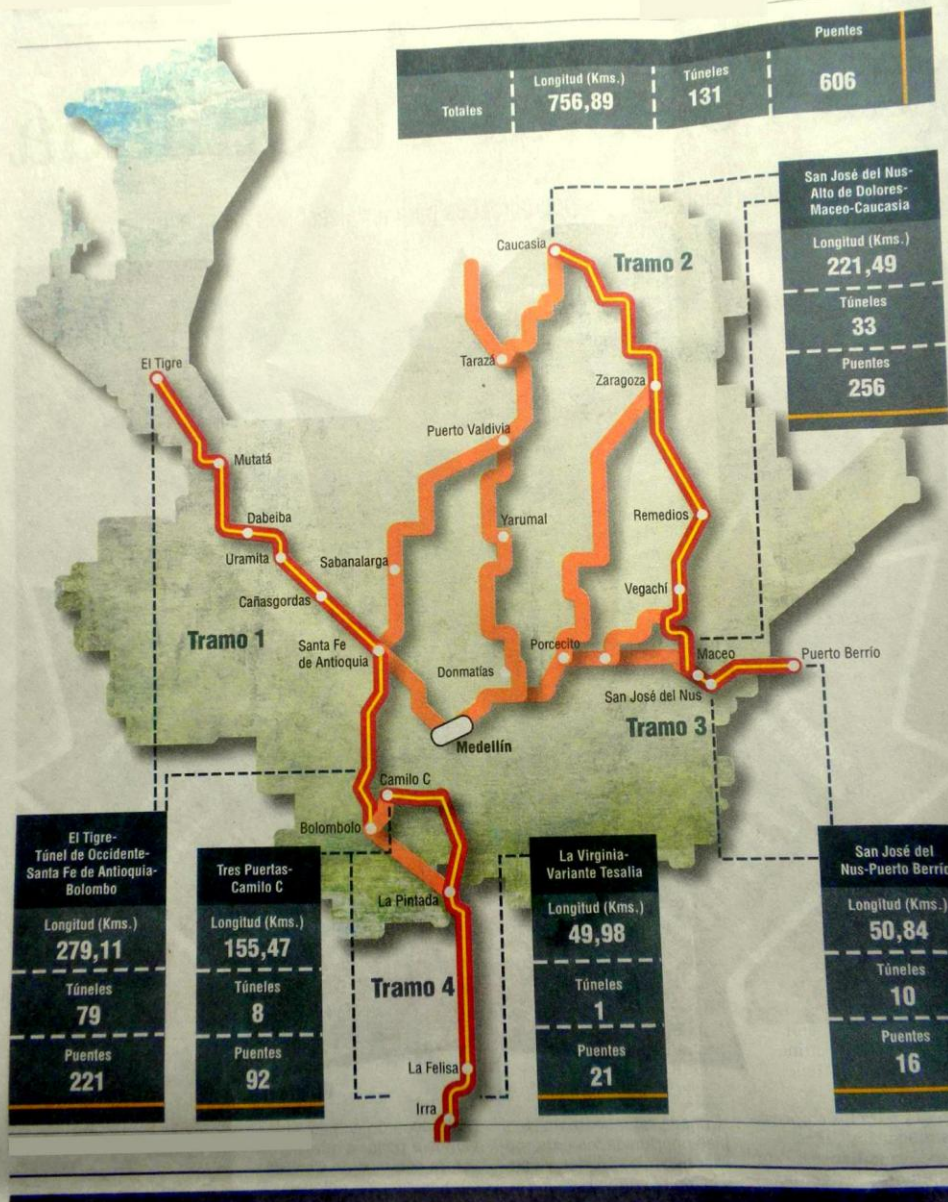 Totales
Longitud (Kms.)
756,89
Túneles
131
Puentes
606
San José del Nus-
Alto de Dolores-
Maceo-Caucasia
Longitud (Kms.)
221,49
Túneles
33
Puentes
256
Caucasia
Tramo 2
El Tigre
Tarazá
Zaragoza
Puerto Valdivia
Mutatá
Dabeiba
Yarumal
Remedios
Uramita
Sabanalarga
Cañasgordas
Vegachí
Tramo 1
Santa Fe
de Antioquia
Porcecito
Maceo
Puerto Berrío
Donmatías
San José del Nus
Tramo 3
Medellín
Camilo C
Bolombolo
La Pintada
Tramo 4
La Felisa
Irra
El Tigre-
Túnel de Occidente-
Santa Fe de Antioquia-
Bolombo
Longitud (Kms.)
279,11
Túneles
79
Puentes
221
Tres Puertas-
Camilo C
Longitud (Kms.)
155,47
Túneles
8
Puentes
92
La Virginia-
Variante Tesalia
Longitud (Kms.)
49,98
Túneles
1
Puentes
21
San José del
Nus-Puerto Berrío
Longitud (Kms.)
50,84
Túneles
10
Puentes
16